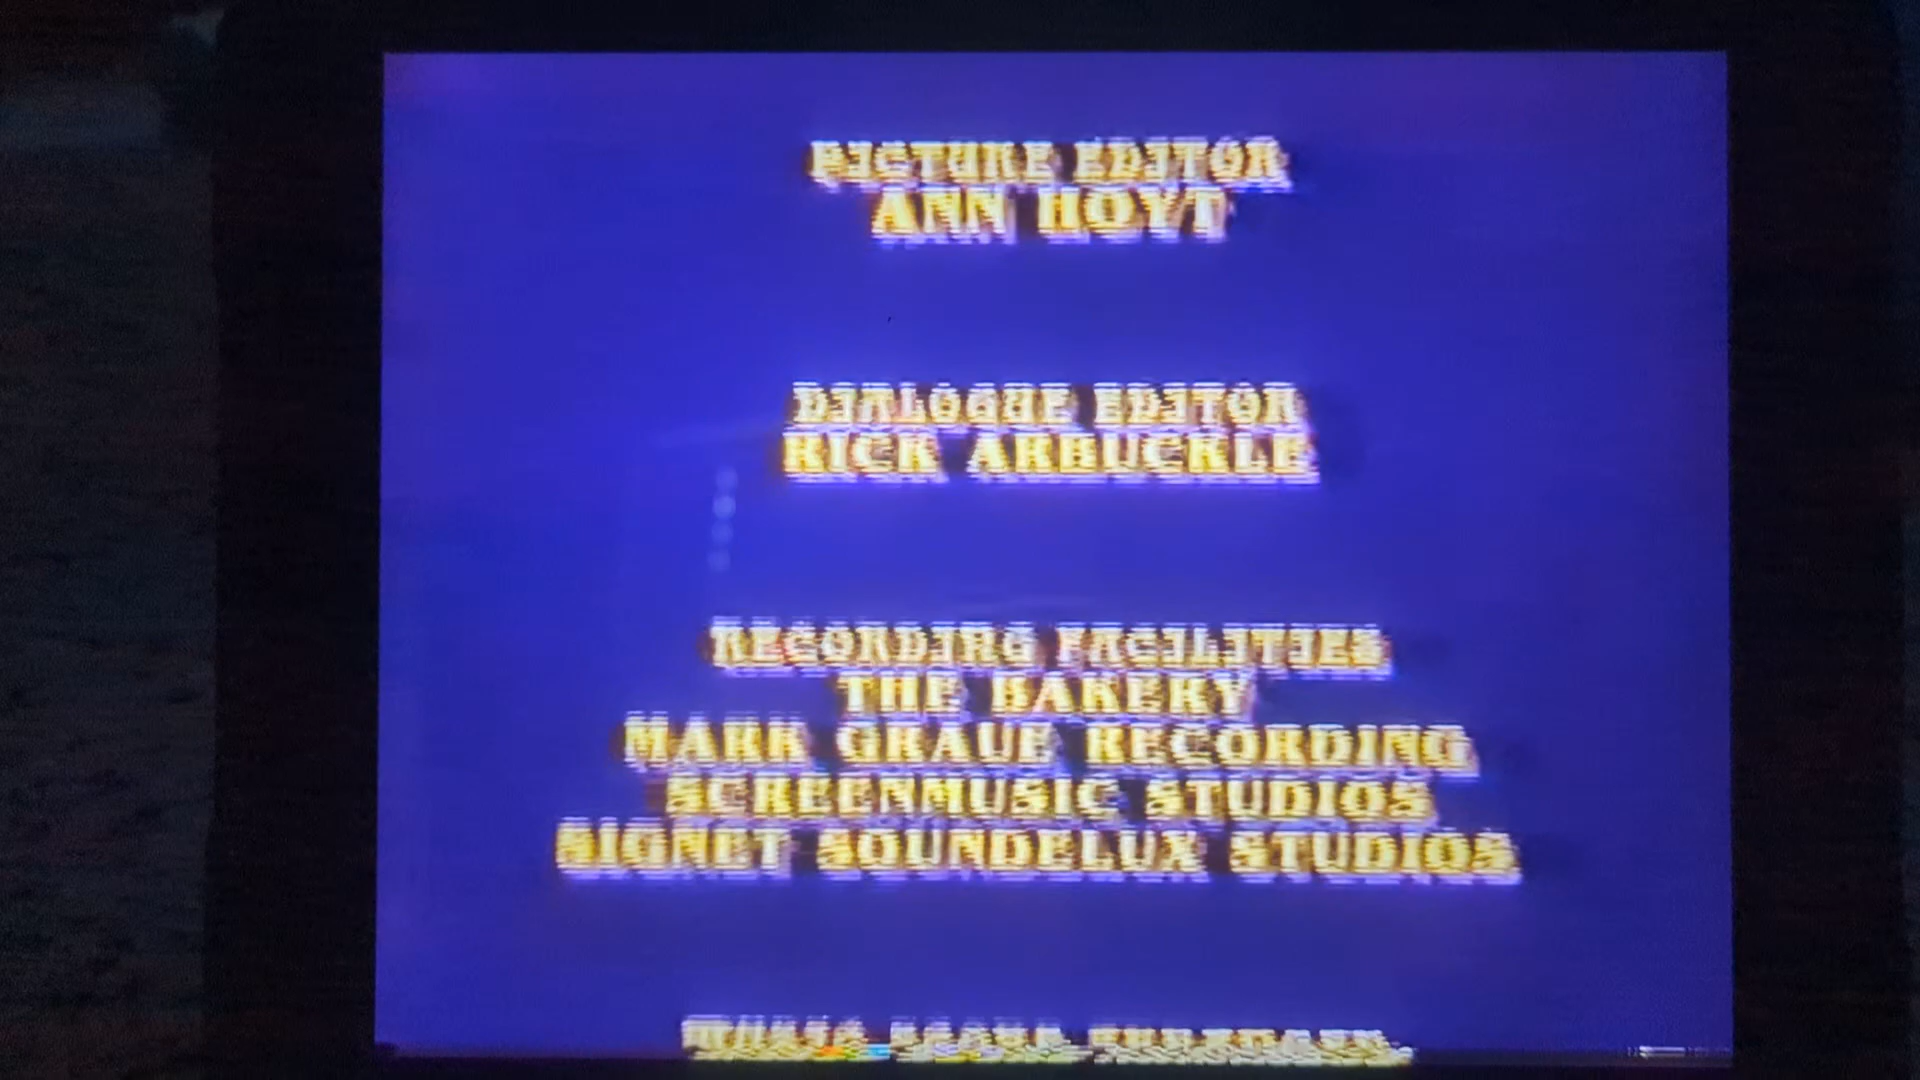 PICTURE EDITOR
ANN HOYT
DIALOGUE EDITOR
RICK ARBUCKLE
RECORDING FACILITIES
THE BAKERY
MARK GRAUE RECORDING
SCREENMUSIC STUDIOS
SIGNET SOUNDELUX STUDIOS